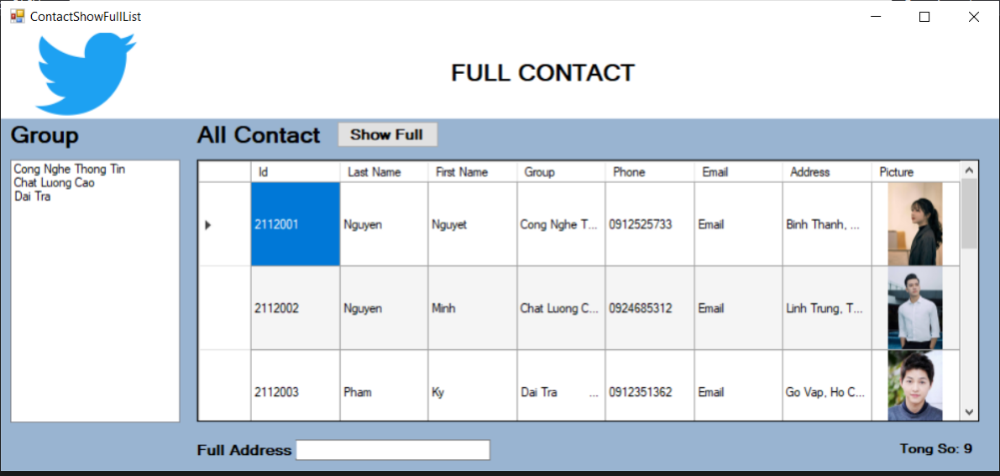 ContactShowFullList
FULL CONTACT
Group
Cong Nghe Thong Tin
Chat Luong Cao
Dai Tra
All Contact Show Full
Id Last Name First Name Group Phone Email Address Picture
2112001 Nguyen Nguyet Cong Nghe T... 0912525733 Email Binh Thanh, ...
2112002 Nguyen Minh Chat Luong C... 0924685312 Email Linh Trung, T...
2112003 Pham Ky Dai Tra ... 0912351362 Email Go Vap, Ho C...
Full Address
Tong So: 9